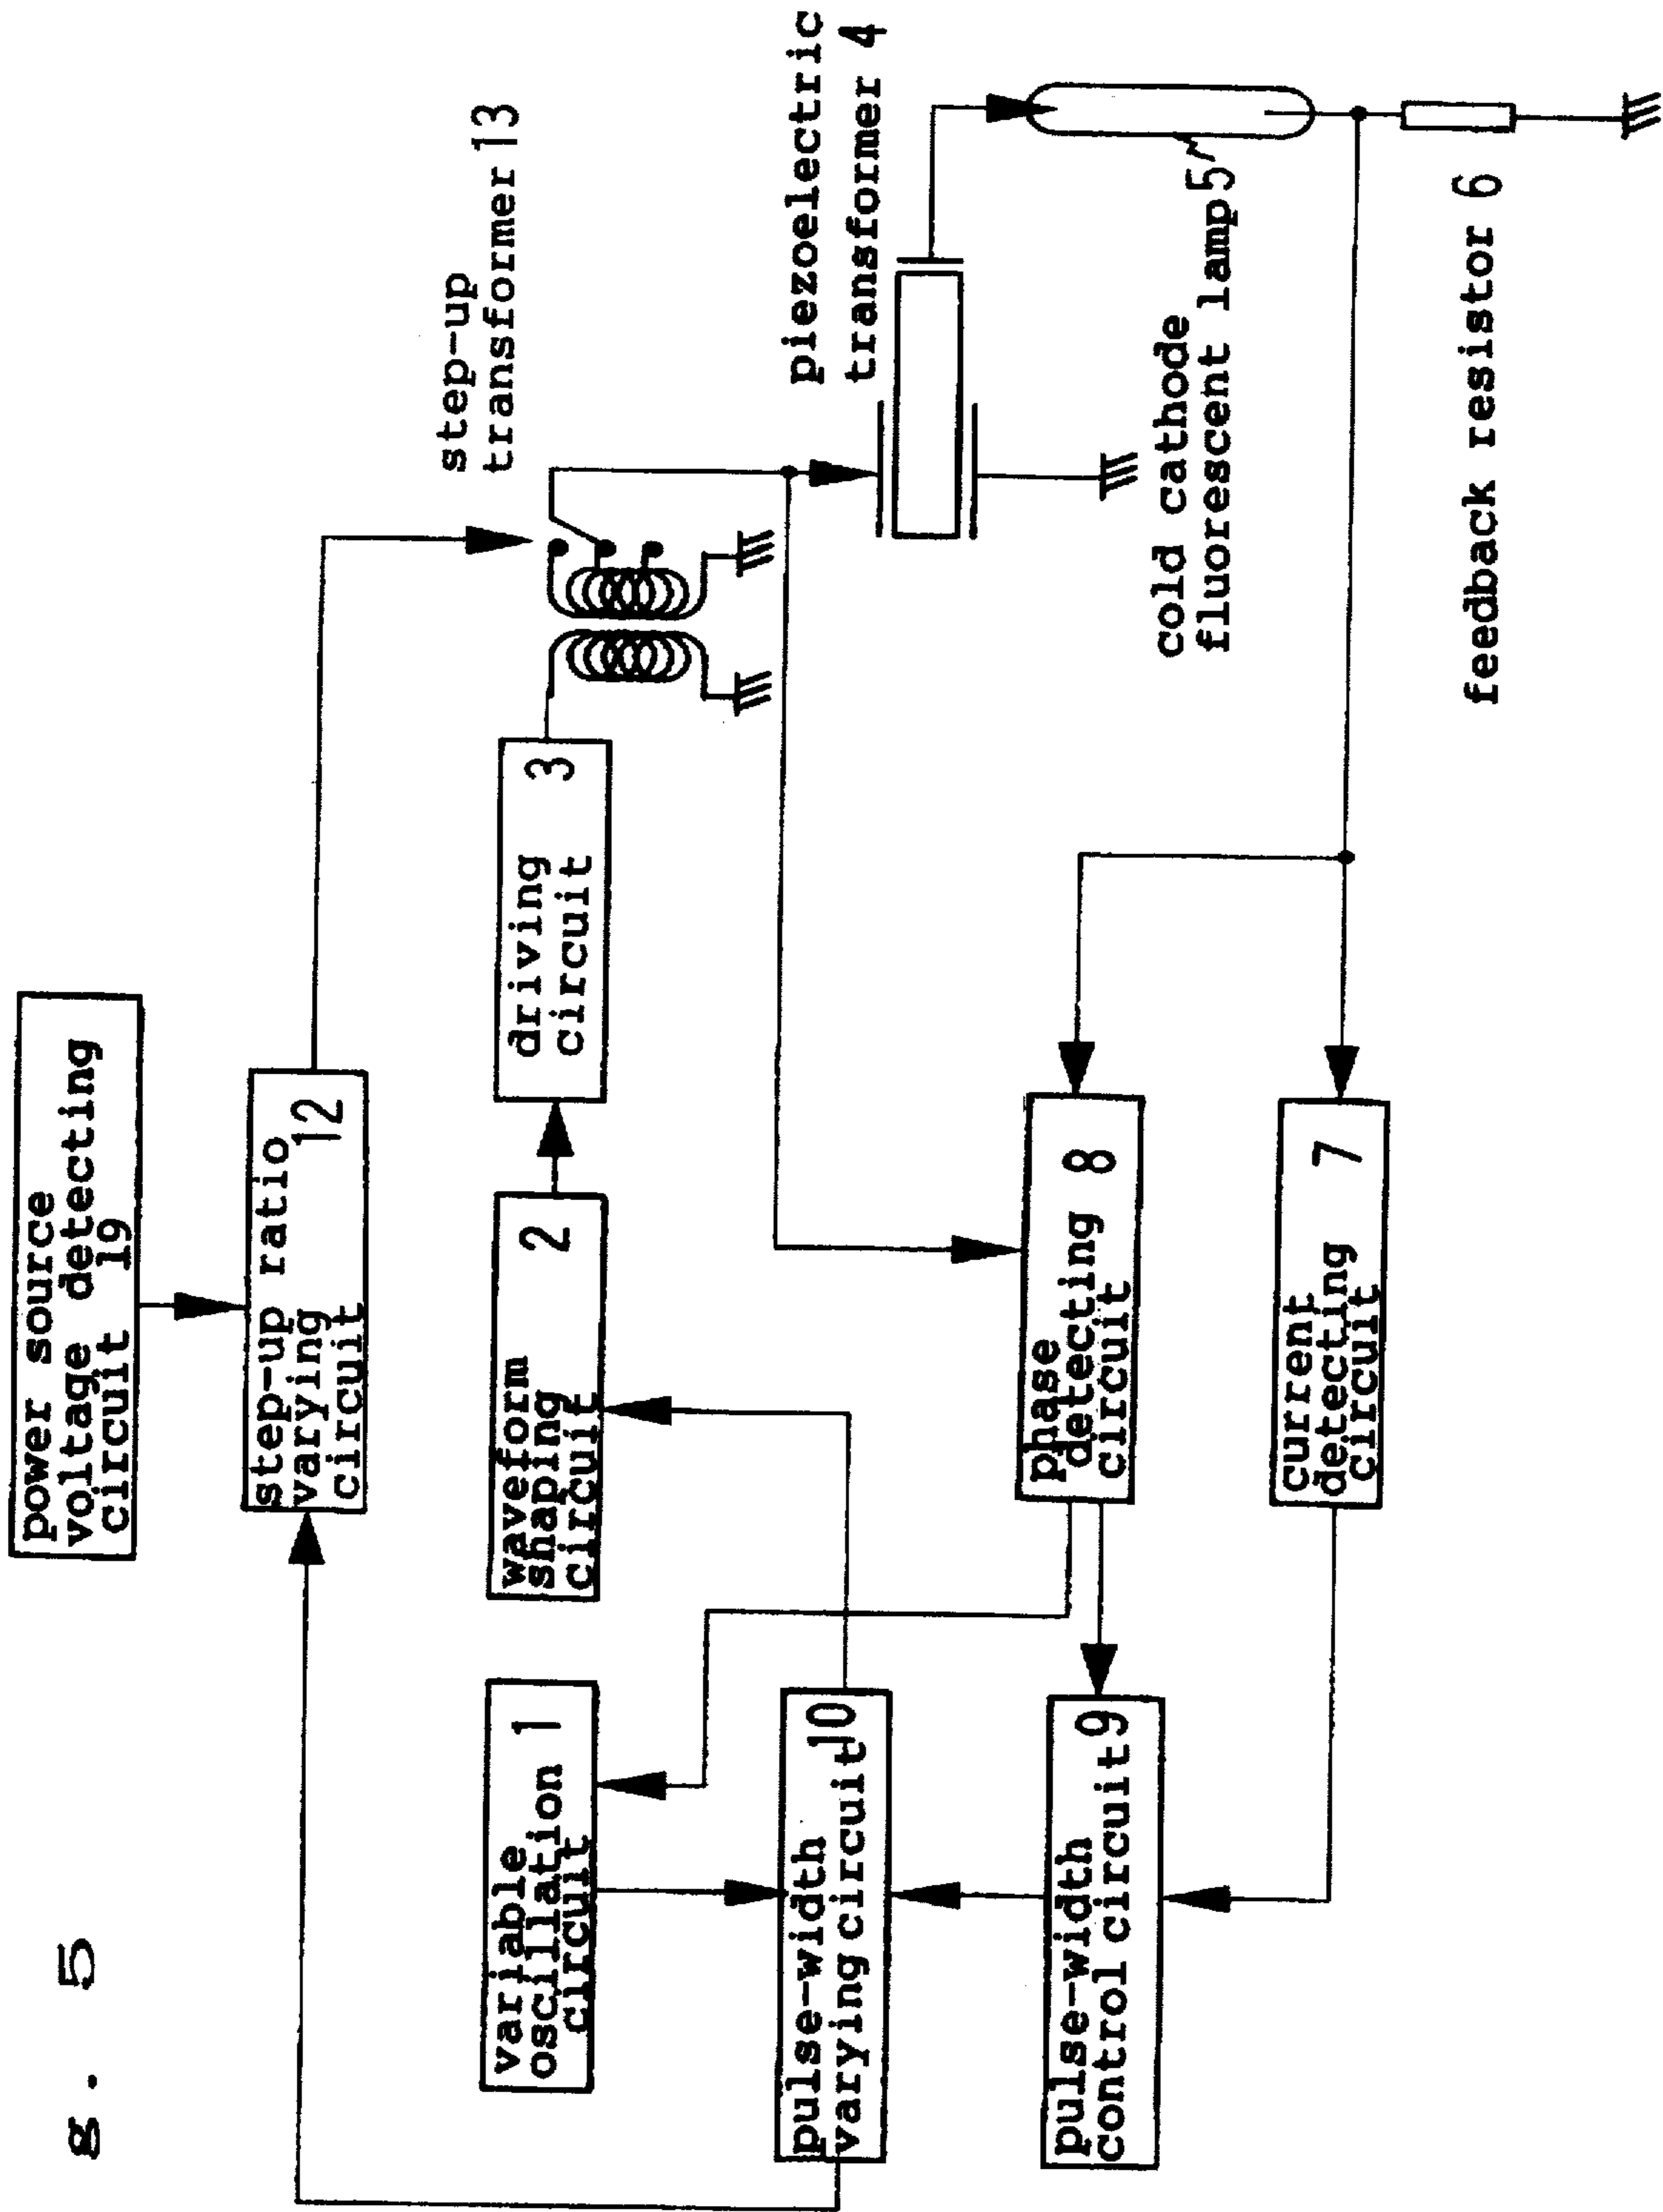 g. 5
power source
voltage detecting
circuit 19
step-up ratio
varying 12
circuit
step-up
transformer 13
variable
oscillation 1
circuit
waveform
shaping 2
circuit
driving 3
circuit
piezoelectric
transformer 4
pulse-width
varying circuit 10
phase
detecting 8
circuit
cold cathode
fluorescent lamp 5
pulse-width
control circuit 9
current
detecting 7
circuit
feedback resistor 6